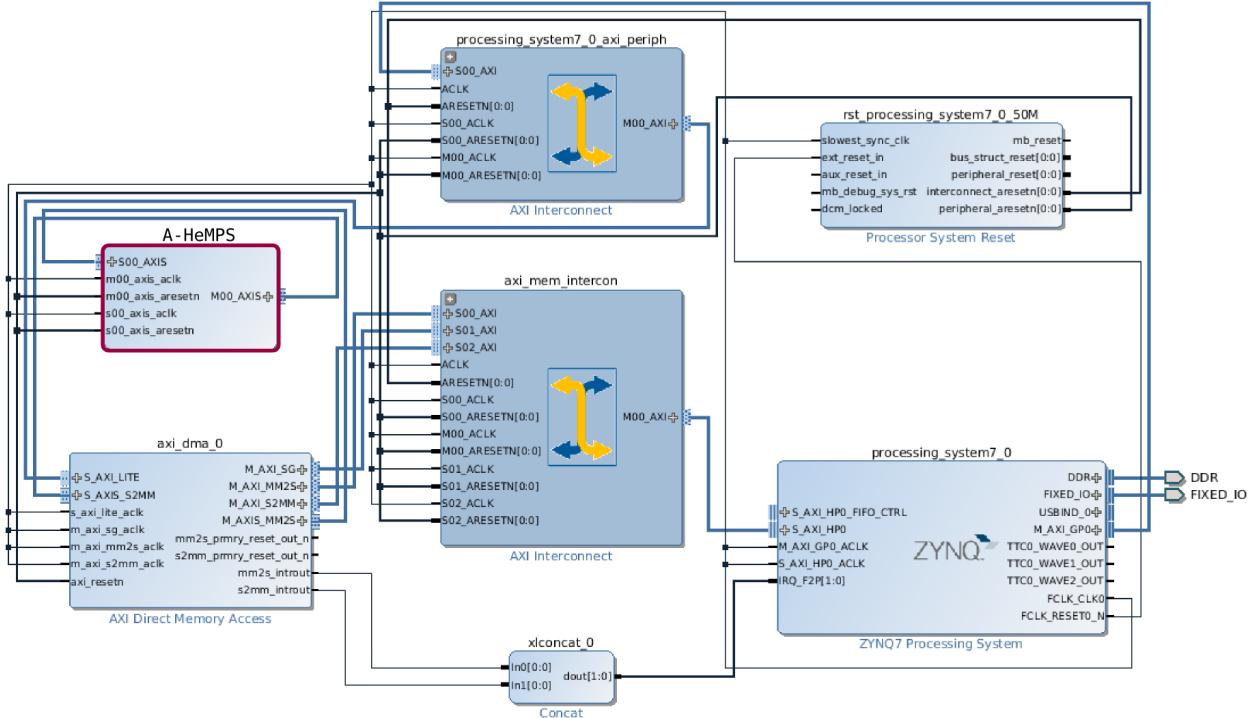 processing_system7_0_axi_periph
S00_AXI
ACLK
ARESETN[0:0]
S00_ACLK
M00_AXI
S00_ARESETN[0:0]
M00_ACLK
M00_ARESETN[0:0]
AXI Interconnect
rst_processing_system7_0_50M
slowest_sync_clk
mb_reset
ext_reset_in
bus_struct_reset[0:0]
aux_reset_in
peripheral_reset[0:0]
mb_debug_sys_rst
interconnect_aresetn[0:0]
dcm_locked
peripheral_aresetn[0:0]
Processor System Reset
A-HeMPS
S00_AXIS
m00_axis_aclk
m00_axis_aresetn
M00_AXIS
s00_axis_aclk
s00_axis_aresetn
axi_mem_intercon
S00_AXI
S01_AXI
S02_AXI
ACLK
ARESETN[0:0]
S00_ACLK
S00_ARESETN[0:0]
M00_AXI
M00_ACLK
M00_ARESETN[0:0]
S01_ACLK
S01_ARESETN[0:0]
S02_ACLK
S02_ARESETN[0:0]
AXI Interconnect
axi_dma_0
S_AXI_LITE
M_AXI_SG
S_AXIS_S2MM
M_AXI_MM2S
s_axi_lite_aclk
M_AXI_S2MM
m_axi_sg_aclk
M_AXIS_MM2S
m_axi_mm2s_aclk
mm2s_prmry_reset_out_n
m_axi_s2mm_aclk
s2mm_prmry_reset_out_n
axi_resetn
mm2s_introut
s2mm_introut
AXI Direct Memory Access
processing_system7_0
DDR
FIXED_IO
S_AXI_HP0_FIFO_CTRL
USBIND_0
S_AXI_HP0
M_AXI_GP0
M_AXI_GP0_ACLK
TTC0_WAVE0_OUT
S_AXI_HP0_ACLK
TTC0_WAVE1_OUT
IRQ_F2P[1:0]
TTC0_WAVE2_OUT
FCLK_CLK0
FCLK_RESET0_N
ZYNQ
ZYNQ7 Processing System
DDR
FIXED_IO
xlconcat_0
In0[0:0]
In1[0:0]
dout[1:0]
Concat